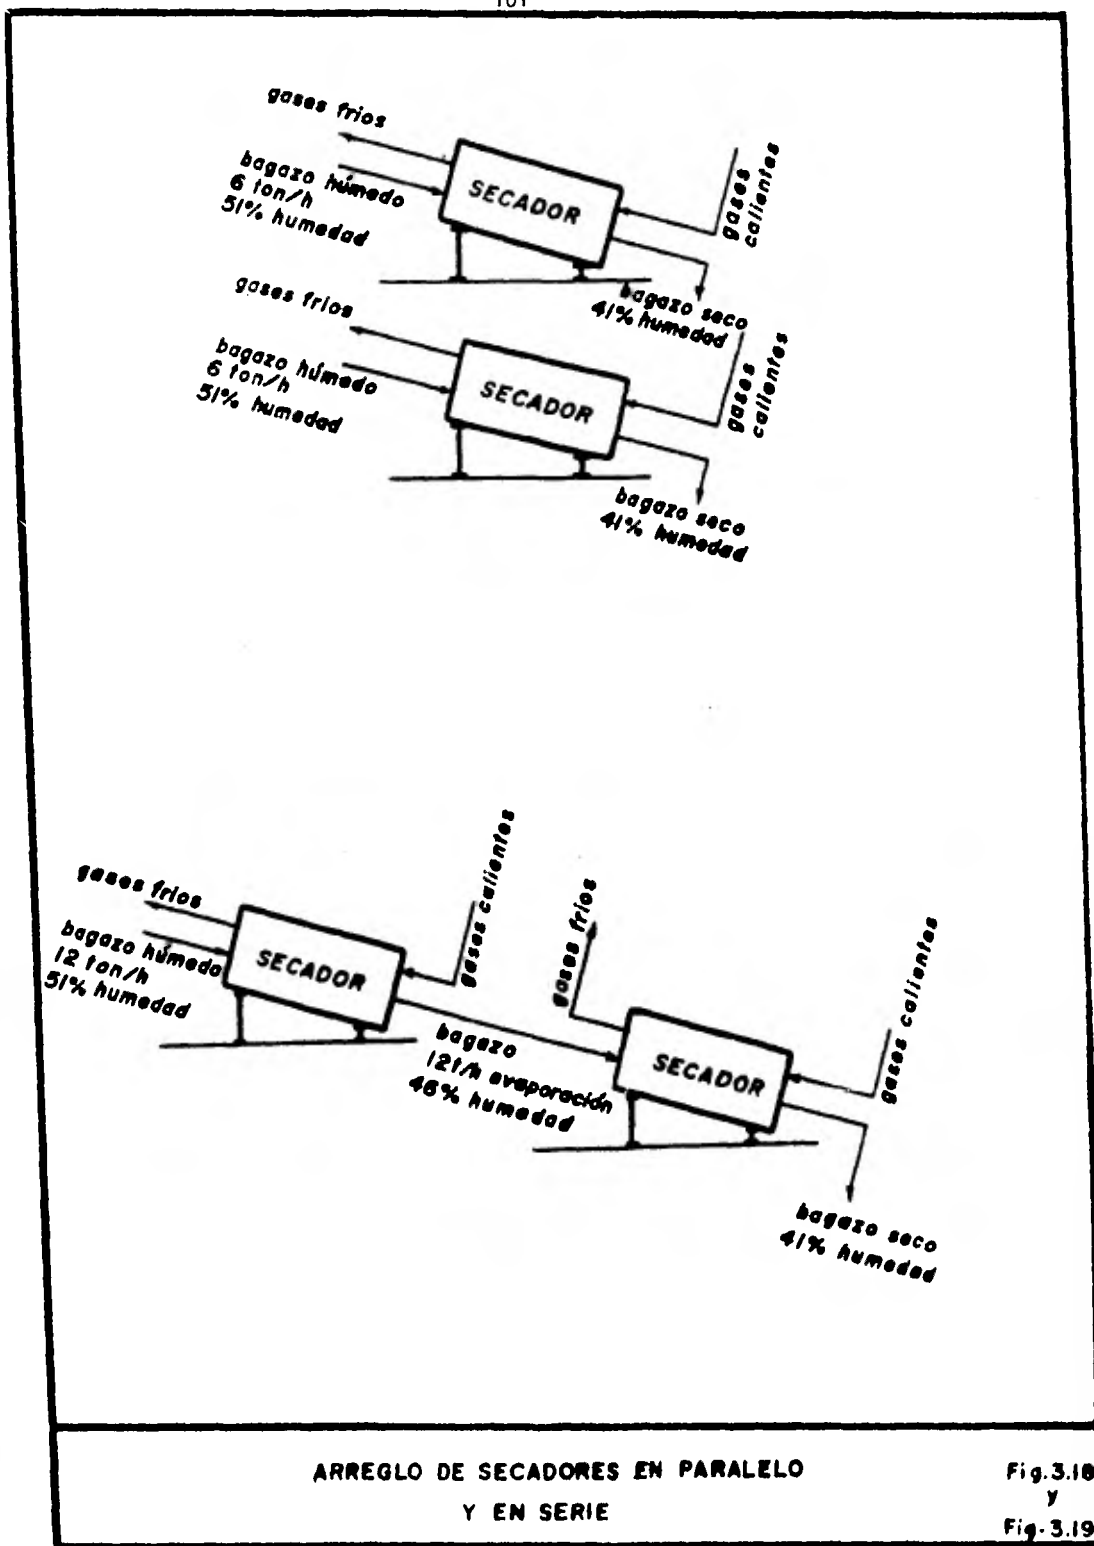 101
gases frios
bagazo húmedo
6 ton/h
51% humedad
SECADOR
gases
calientes
bagazo seco
41% humedad
gases frios
bagazo húmedo
6 ton/h
51% humedad
SECADOR
gases
calientes
bagazo seco
41% humedad
gases frios
bagazo húmedo
12 ton/h
51% humedad
SECADOR
gases calientes
bagazo
12t/h evaporación
46% humedad
gases frios
SECADOR
gases calientes
bagazo seco
41% humedad
ARREGLO DE SECADORES EN PARALELO
Y EN SERIE
Fig.3.18
y
Fig.3.19